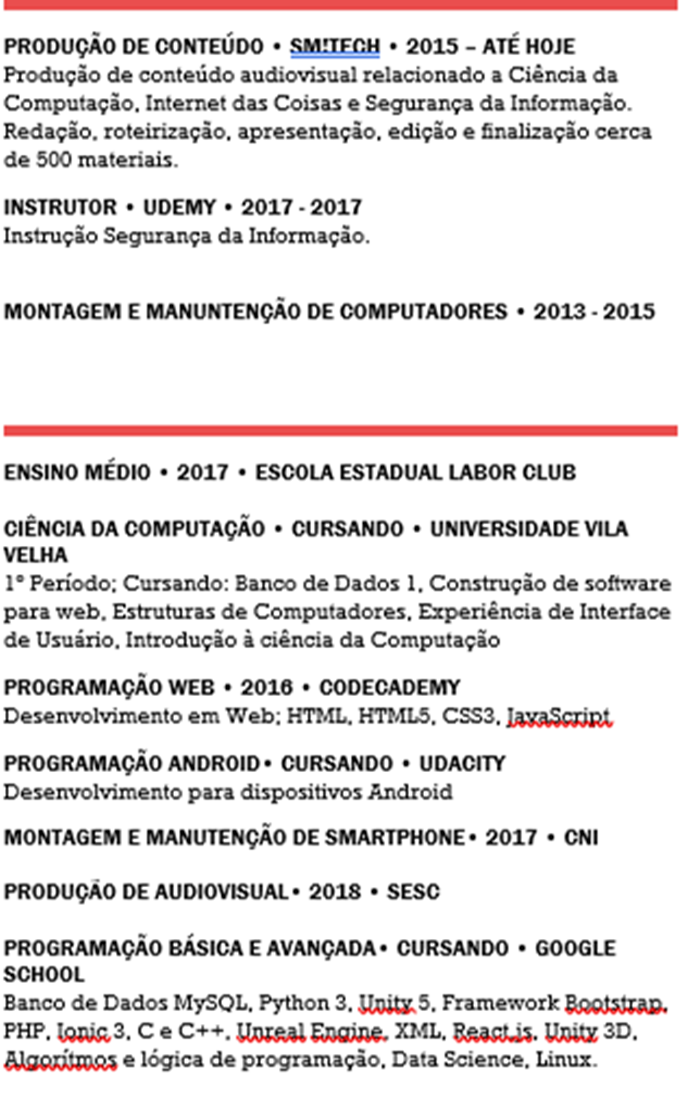 PRODUÇÃO DE CONTEÚDO • SM!TECH • 2015 – ATÉ HOJE
Produção de conteúdo audiovisual relacionado a Ciência da
Computação, Internet das Coisas e Segurança da Informação.
Redação, roteirização, apresentação, edição e finalização cerca
de 500 materiais.
INSTRUTOR • UDEMY • 2017 - 2017
Instrução Segurança da Informação.
MONTAGEM E MANUNTENÇÃO DE COMPUTADORES • 2013 - 2015
ENSINO MÉDIO • 2017 • ESCOLA ESTADUAL LABOR CLUB
CIÊNCIA DA COMPUTAÇÃO • CURSANDO • UNIVERSIDADE VILA
VELHA
1º Período; Cursando: Banco de Dados 1, Construção de software
para web, Estruturas de Computadores, Experiência de Interface
de Usuário, Introdução à ciência da Computação
PROGRAMAÇÃO WEB • 2016 • CODECADEMY
Desenvolvimento em Web; HTML, HTML5, CSS3, JavaScript
PROGRAMAÇÃO ANDROID• CURSANDO • UDACITY
Desenvolvimento para dispositivos Android
MONTAGEM E MANUTENÇÃO DE SMARTPHONE• 2017 • CNI
PRODUÇÃO DE AUDIOVISUAL• 2018 • SESC
PROGRAMAÇÃO BÁSICA E AVANÇADA• CURSANDO • GOOGLE
SCHOOL
Banco de Dados MySQL, Python 3, Unity 5, Framework Bootstrap,
PHP, Ionic 3, C e C++, Unreal Engine, XML, React.js, Unity 3D,
Algorítmos e lógica de programação, Data Science, Linux.